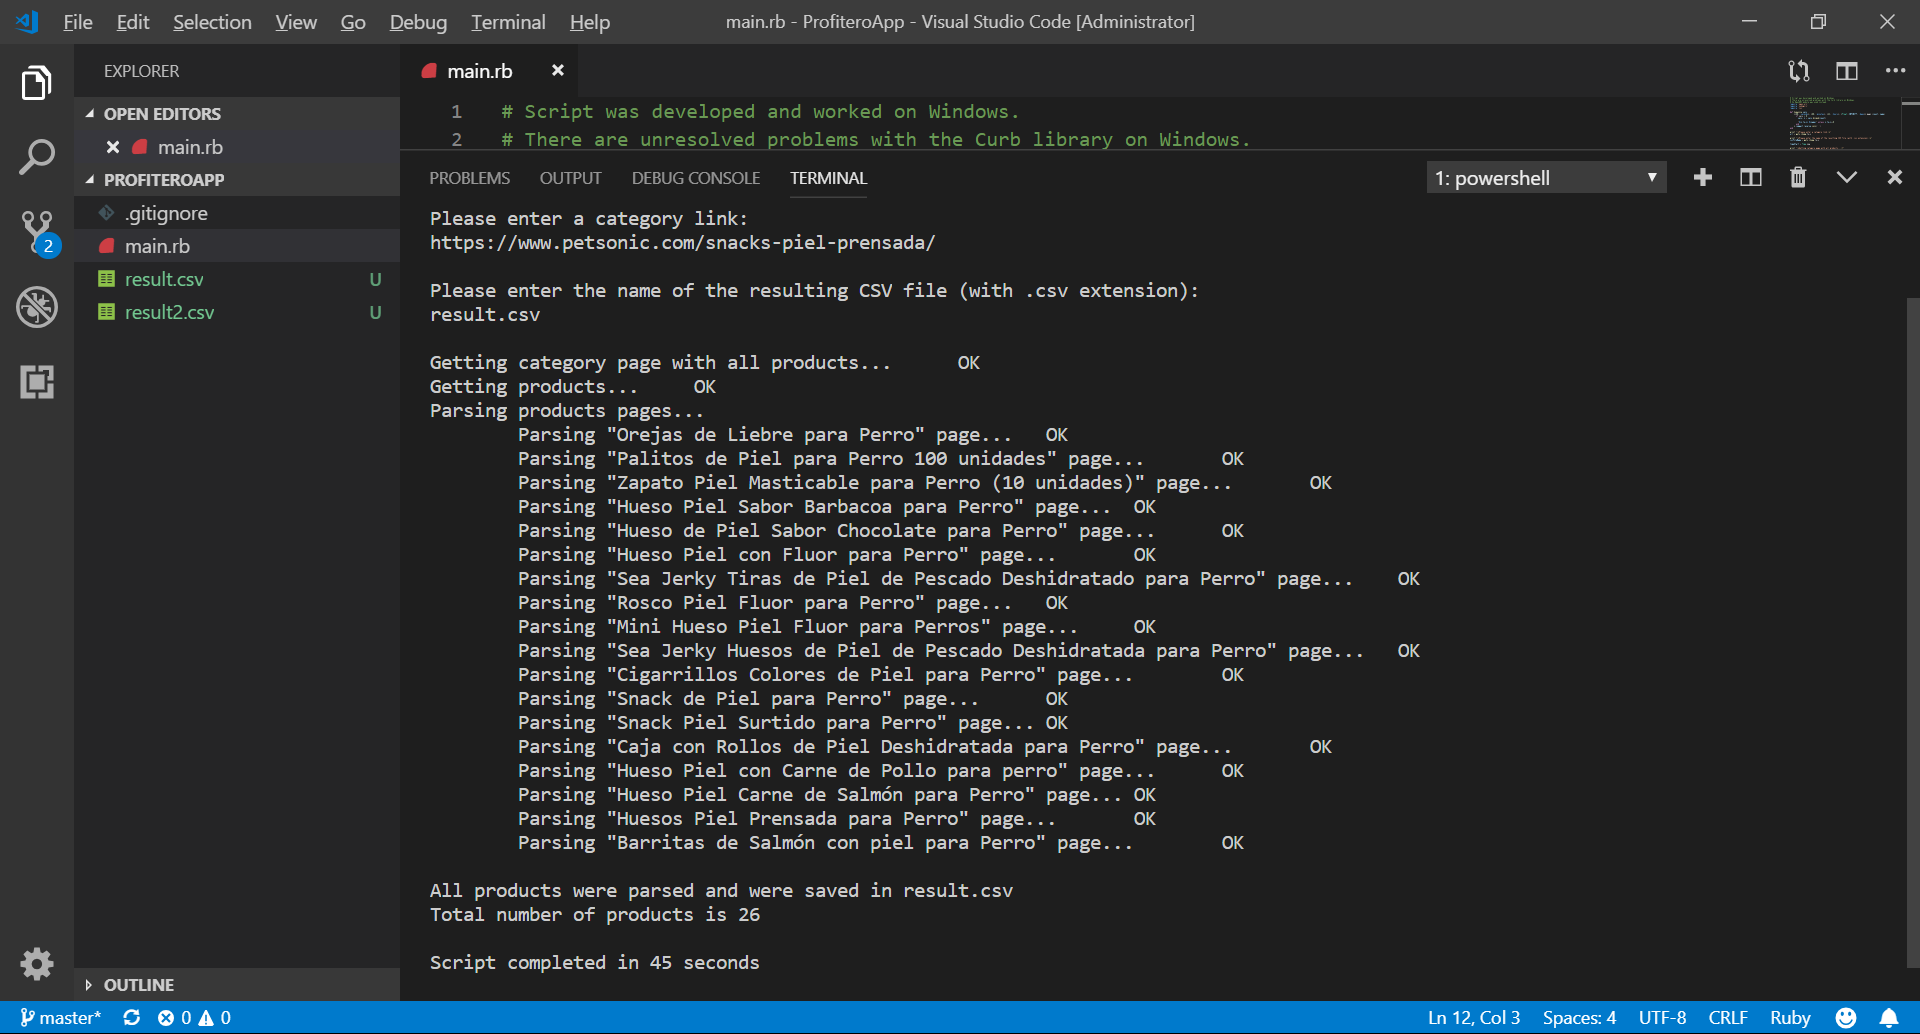 File Edit Selection View Go Debug Terminal Help
main.rb - ProfiteroApp - Visual Studio Code [Administrator]
EXPLORER
OPEN EDITORS
main.rb
PROFITEROAPP
.gitignore
main.rb
result.csv U
result2.csv U
2
OUTLINE
main.rb
1 # Script was developed and worked on Windows.
2 # There are unresolved problems with the Curb library on Windows.
PROBLEMS OUTPUT DEBUG CONSOLE TERMINAL
1: powershell
Please enter a category link:
https://www.petsonic.com/snacks-piel-prensada/
Please enter the name of the resulting CSV file (with .csv extension):
result.csv
Getting category page with all products... OK
Getting products... OK
Parsing products pages...
Parsing "Orejas de Liebre para Perro" page... OK
Parsing "Palitos de Piel para Perro 100 unidades" page... OK
Parsing "Zapato Piel Masticable para Perro (10 unidades)" page... OK
Parsing "Hueso Piel Sabor Barbacoa para Perro" page... OK
Parsing "Hueso de Piel Sabor Chocolate para Perro" page... OK
Parsing "Hueso Piel con Fluor para Perro" page... OK
Parsing "Sea Jerky Tiras de Piel de Pescado Deshidratado para Perro" page... OK
Parsing "Rosco Piel Fluor para Perro" page... OK
Parsing "Mini Hueso Piel Fluor para Perros" page... OK
Parsing "Sea Jerky Huesos de Piel de Pescado Deshidratada para Perro" page... OK
Parsing "Cigarrillos Colores de Piel para Perro" page... OK
Parsing "Snack de Piel para Perro" page... OK
Parsing "Snack Piel Surtido para Perro" page... OK
Parsing "Caja con Rollos de Piel Deshidratada para Perro" page... OK
Parsing "Hueso Piel con Carne de Pollo para perro" page... OK
Parsing "Hueso Piel Carne de Salmón para Perro" page... OK
Parsing "Huesos Piel Prensada para Perro" page... OK
Parsing "Barritas de Salmón con piel para Perro" page... OK
All products were parsed and were saved in result.csv
Total number of products is 26
Script completed in 45 seconds
master* 0 0
Ln 12, Col 3 Spaces: 4 UTF-8 CRLF Ruby